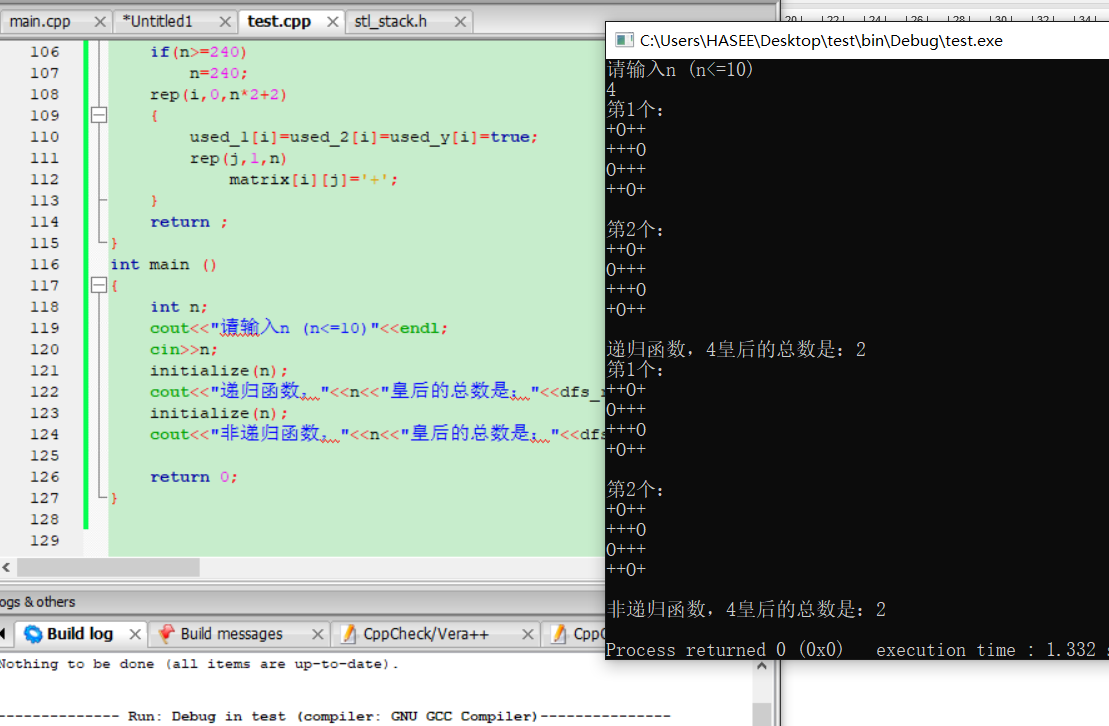 main.cpp *Untitled1 test.cpp stl_stack.h
20 22 24 26 28 30 32 34
106 if(n>=240)
107 n=240;
108 rep(i,0,n*2+2)
109 {
110 used_1[i]=used_2[i]=used_y[i]=true;
111 rep(j,1,n)
112 matrix[i][j]='+';
113 }
114 return ;
115 }
116 int main ()
117 {
118 int n;
119 cout<<"请输入n (n<=10)"<<endl;
120 cin>>n;
121 initialize(n);
122 cout<<"递归函数，"<<n<<"皇后的总数是："<<dfs_
123 initialize(n);
124 cout<<"非递归函数，"<<n<<"皇后的总数是："<<dfs
125
126 return 0;
127 }
128
129
ogs & others
Build log Build messages CppCheck/Vera++ CppC
Nothing to be done (all items are up-to-date).
-------------- Run: Debug in test (compiler: GNU GCC Compiler)---------------
C:\Users\HASEE\Desktop\test\bin\Debug\test.exe
请输入n (n<=10)
4
第1个:
+0++
+++0
0+++
++0+
第2个:
++0+
0+++
+++0
+0++
递归函数，4皇后的总数是：2
第1个:
++0+
0+++
+++0
+0++
第2个:
+0++
+++0
0+++
++0+
非递归函数，4皇后的总数是：2
Process returned 0 (0x0) execution time : 1.332 s